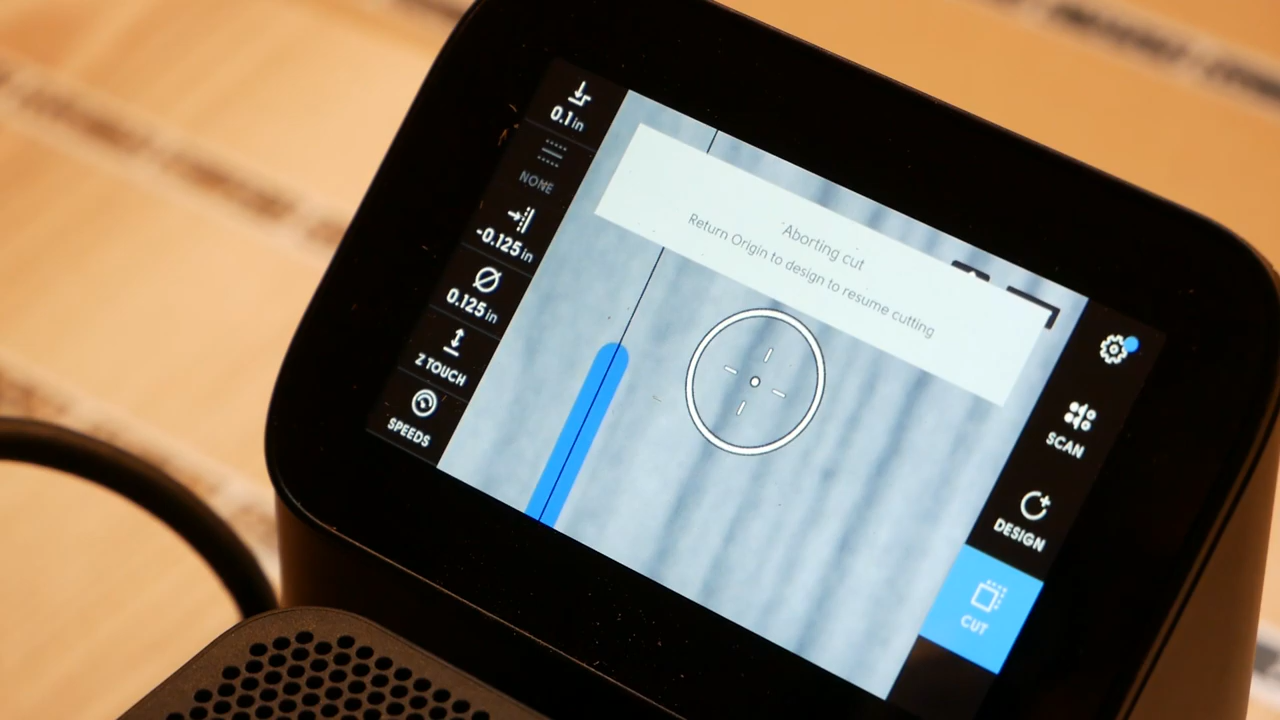 0.1 in
NONE
-0.125 in
0.125 in
Z TOUCH
SPEEDS
Aborting cut
Return Origin to design to resume cutting
SCAN
DESIGN
CUT